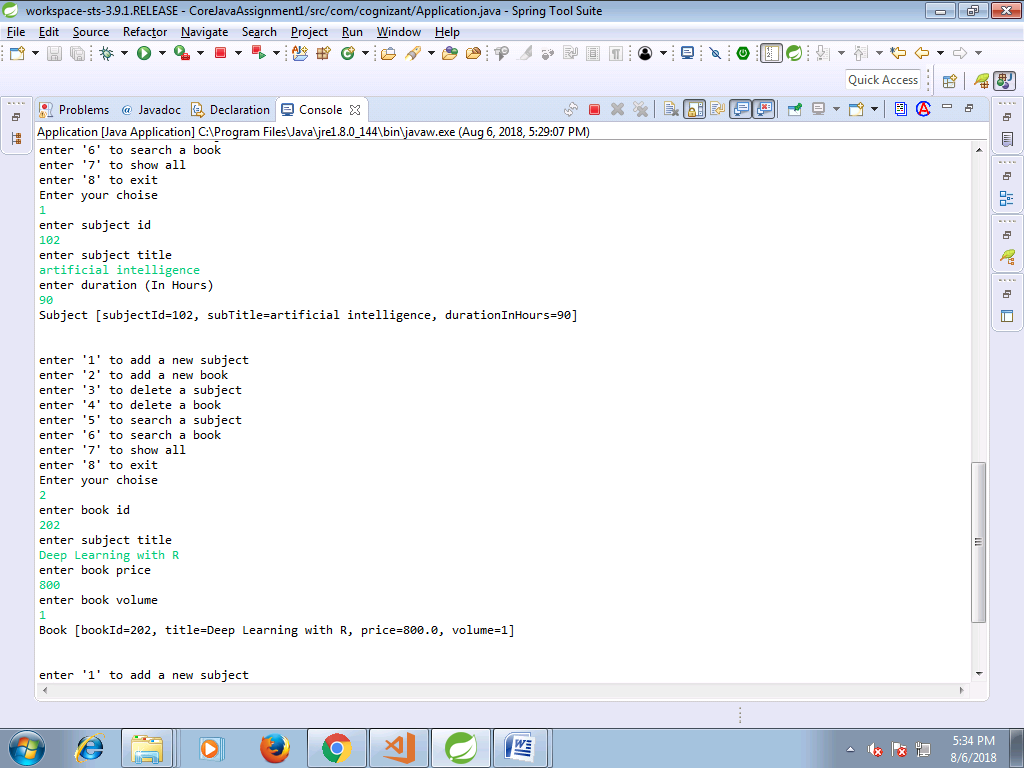 workspace-sts-3.9.1.RELEASE - CoreJavaAssignment1/src/com/cognizant/Application.java - Spring Tool Suite
File Edit Source Refactor Navigate Search Project Run Window Help
Quick Access
Problems @ Javadoc Declaration Console
Application [Java Application] C:\Program Files\Java\jre1.8.0_144\bin\javaw.exe (Aug 6, 2018, 5:29:07 PM)
enter '6' to search a book
enter '7' to show all
enter '8' to exit
Enter your choise
1
enter subject id
102
enter subject title
artificial intelligence
enter duration (In Hours)
90
Subject [subjectId=102, subTitle=artificial intelligence, durationInHours=90]
enter '1' to add a new subject
enter '2' to add a new book
enter '3' to delete a subject
enter '4' to delete a book
enter '5' to search a subject
enter '6' to search a book
enter '7' to show all
enter '8' to exit
Enter your choise
2
enter book id
202
enter subject title
Deep Learning with R
enter book price
800
enter book volume
1
Book [bookId=202, title=Deep Learning with R, price=800.0, volume=1]
enter '1' to add a new subject
5:34 PM
8/6/2018